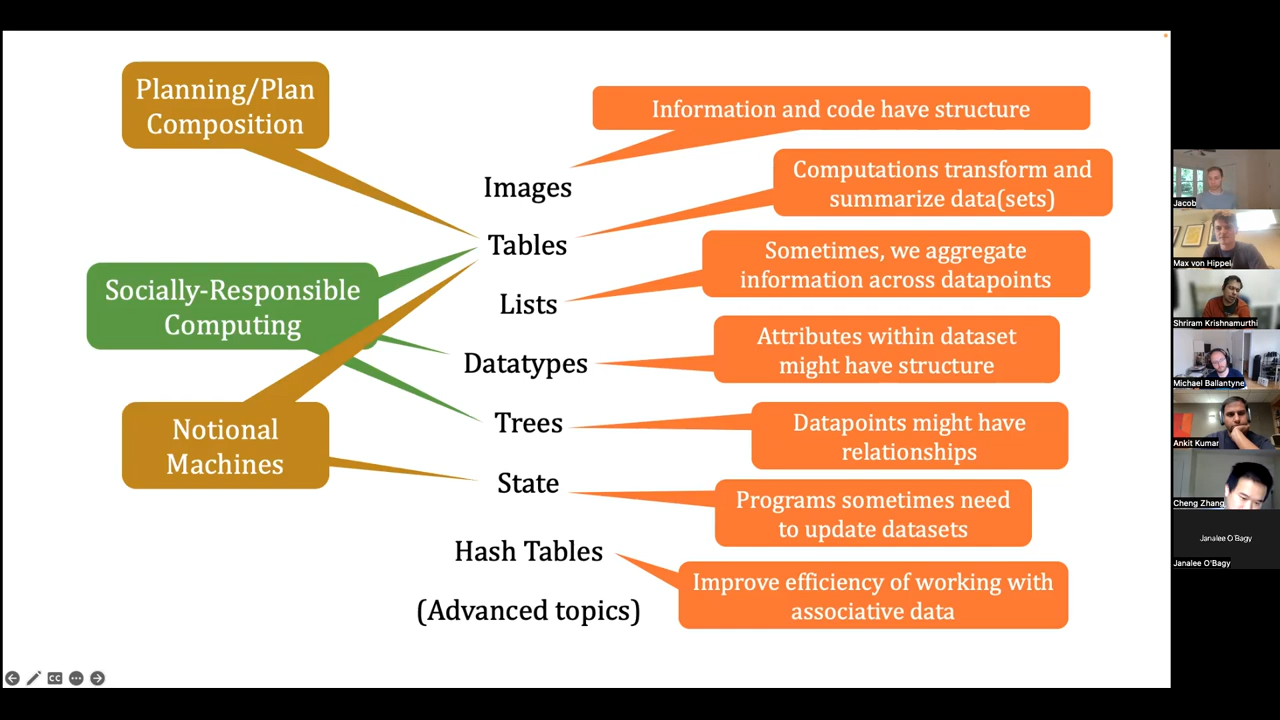 Planning/Plan
Composition
Information and code have structure
Images
Computations transform and
summarize data(sets)
Tables
Sometimes, we aggregate
information across datapoints
Socially-Responsible
Computing
Lists
Attributes within dataset
might have structure
Datatypes
Notional
Machines
Trees
Datapoints might have
relationships
State
Programs sometimes need
to update datasets
Hash Tables
Improve efficiency of working with
associative data
(Advanced topics)
CC
Jacob
Max von Hippel
Shriram Krishnamurthi
Michael Ballantyne
Ankit Kumar
Cheng Zhang
Janalee O Bagy
Janalee O'Bagy